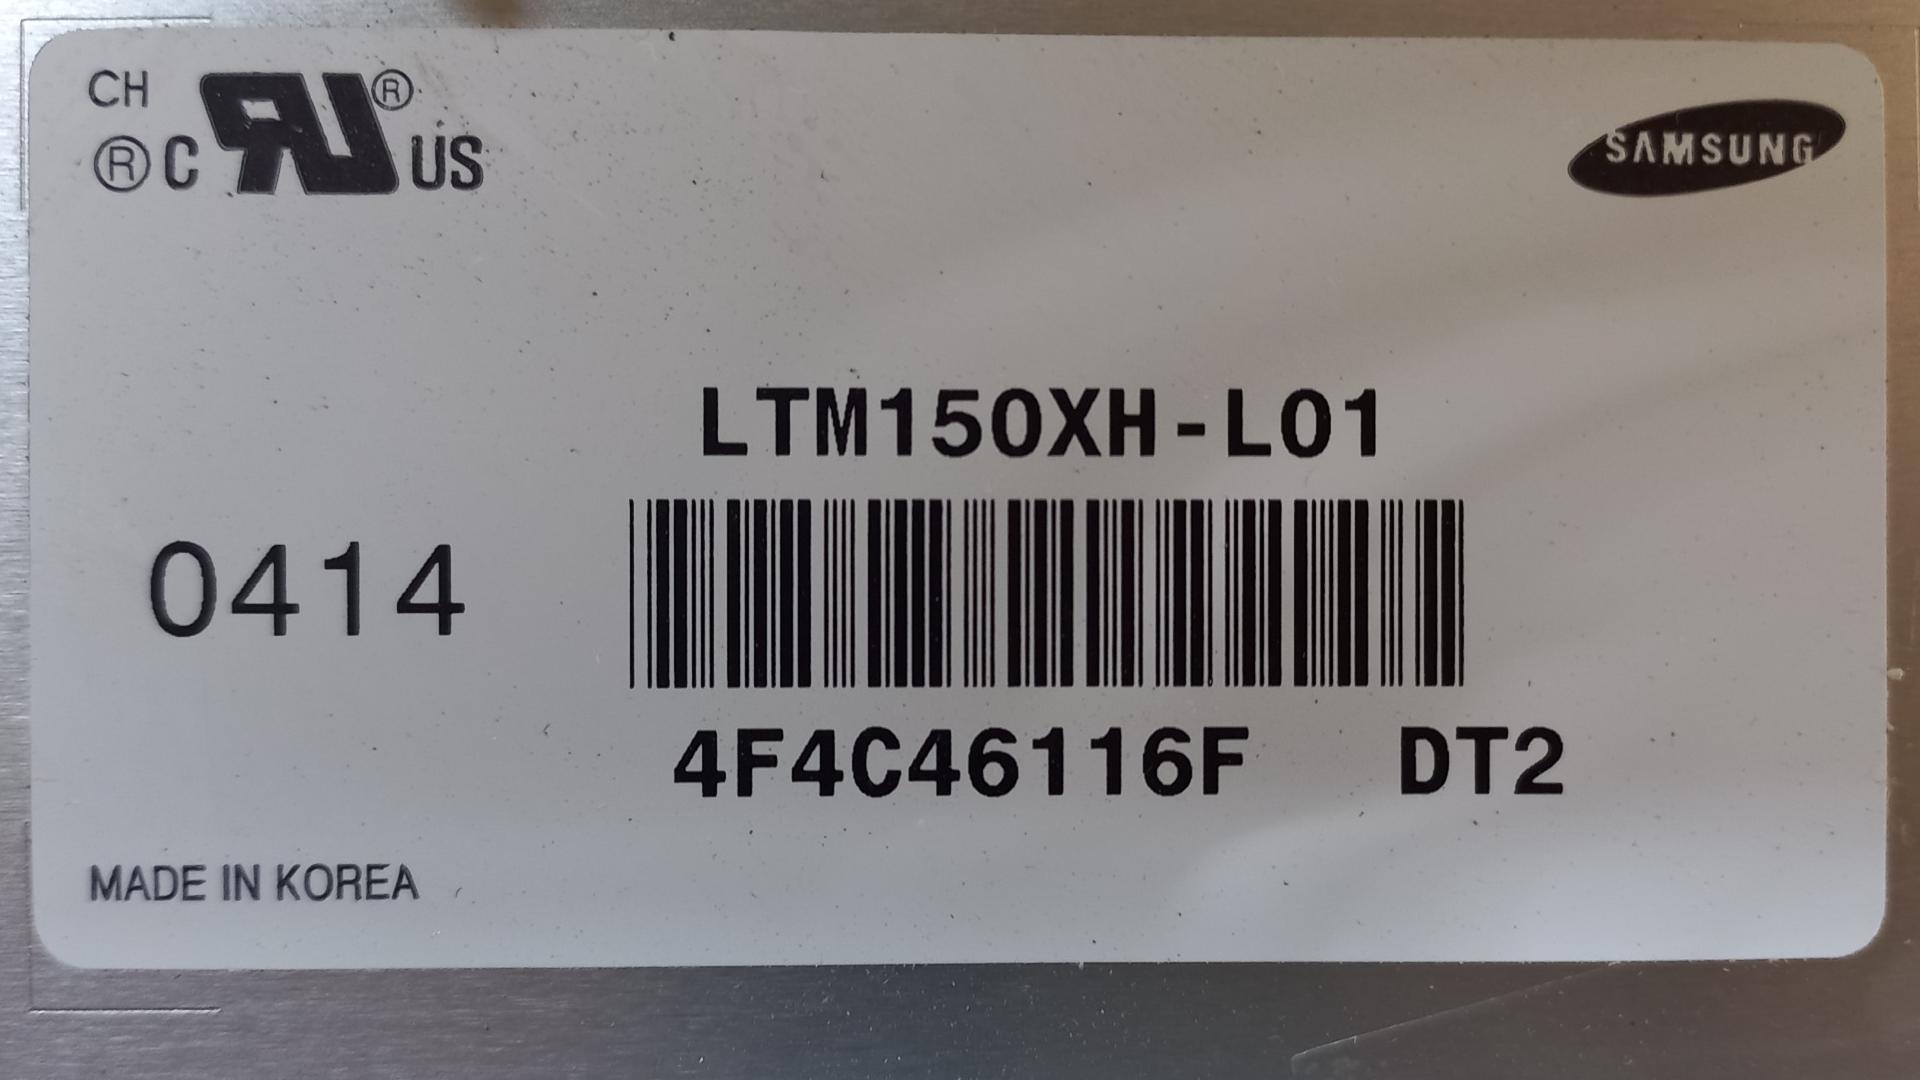 CH
®C RU® US
SAMSUNG
LTM150XH-L01
0414
4F4C46116F DT2
MADE IN KOREA